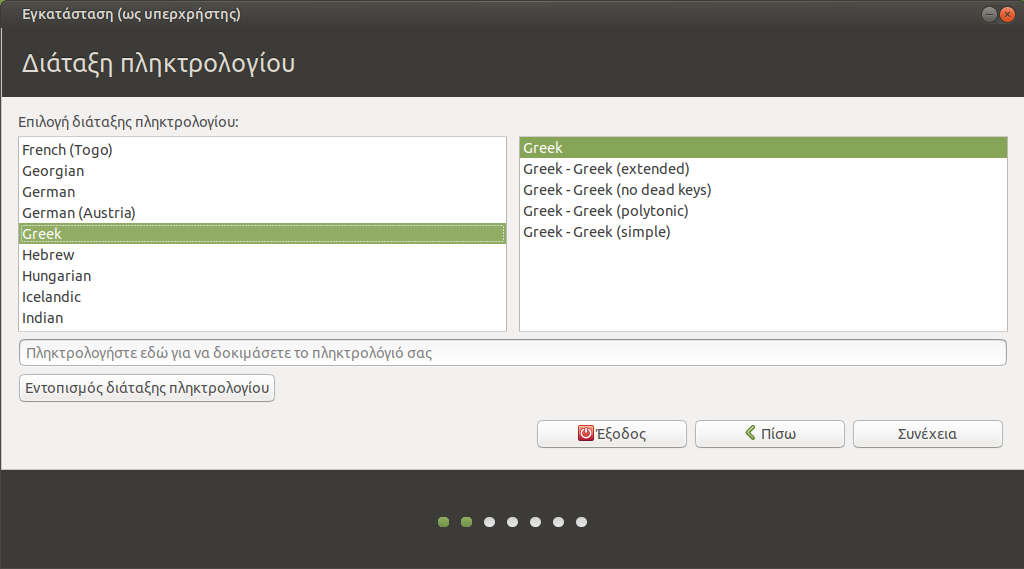 Εγκατάσταση (ως υπερχρήστης)
Διάταξη πληκτρολογίου
Επιλογή διάταξης πληκτρολογίου:
French (Togo)
Georgian
German
German (Austria)
Greek
Hebrew
Hungarian
Icelandic
Indian
Greek
Greek - Greek (extended)
Greek - Greek (no dead keys)
Greek - Greek (polytonic)
Greek - Greek (simple)
Πληκτρολογήστε εδώ για να δοκιμάσετε το πληκτρολόγιό σας
Εντοπισμός διάταξης πληκτρολογίου
Έξοδος
Πίσω
Συνέχεια